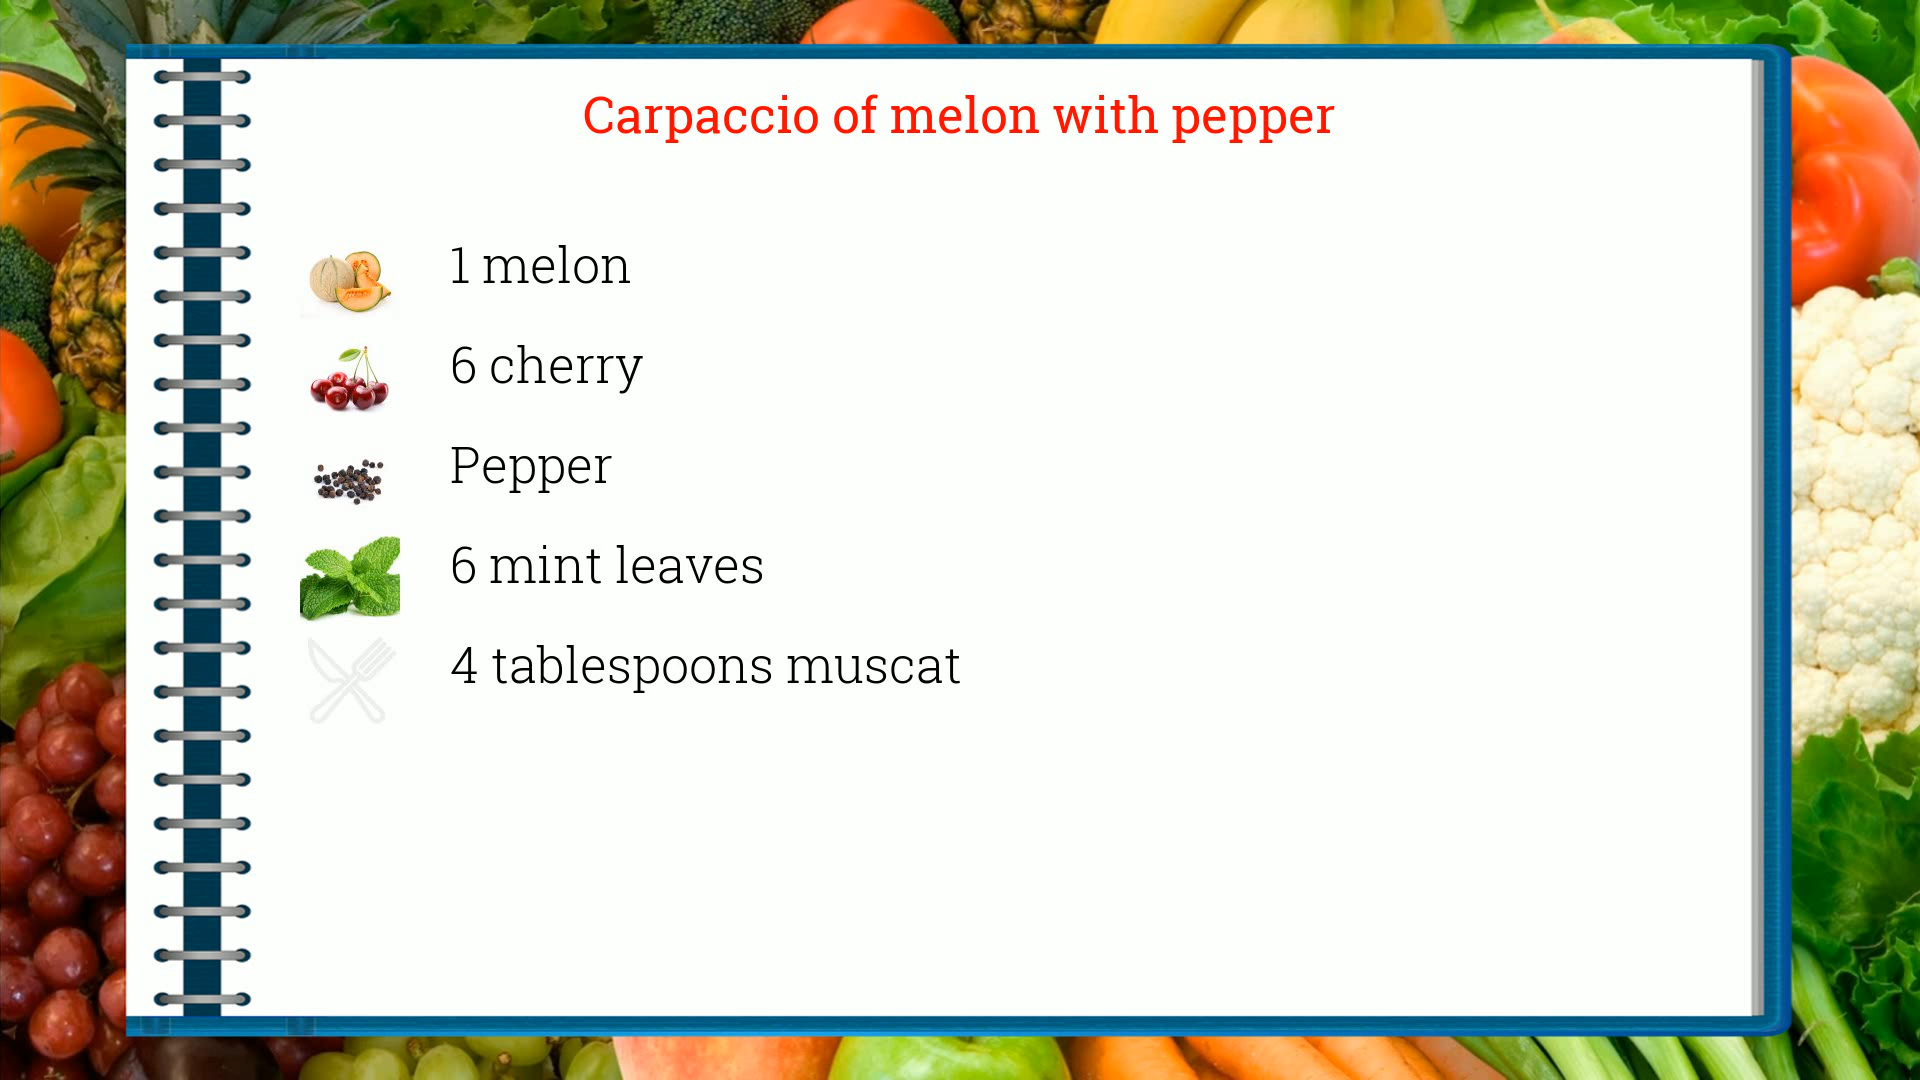 Carpaccio of melon with pepper
1 melon
6 cherry
Pepper
6 mint leaves
4 tablespoons muscat